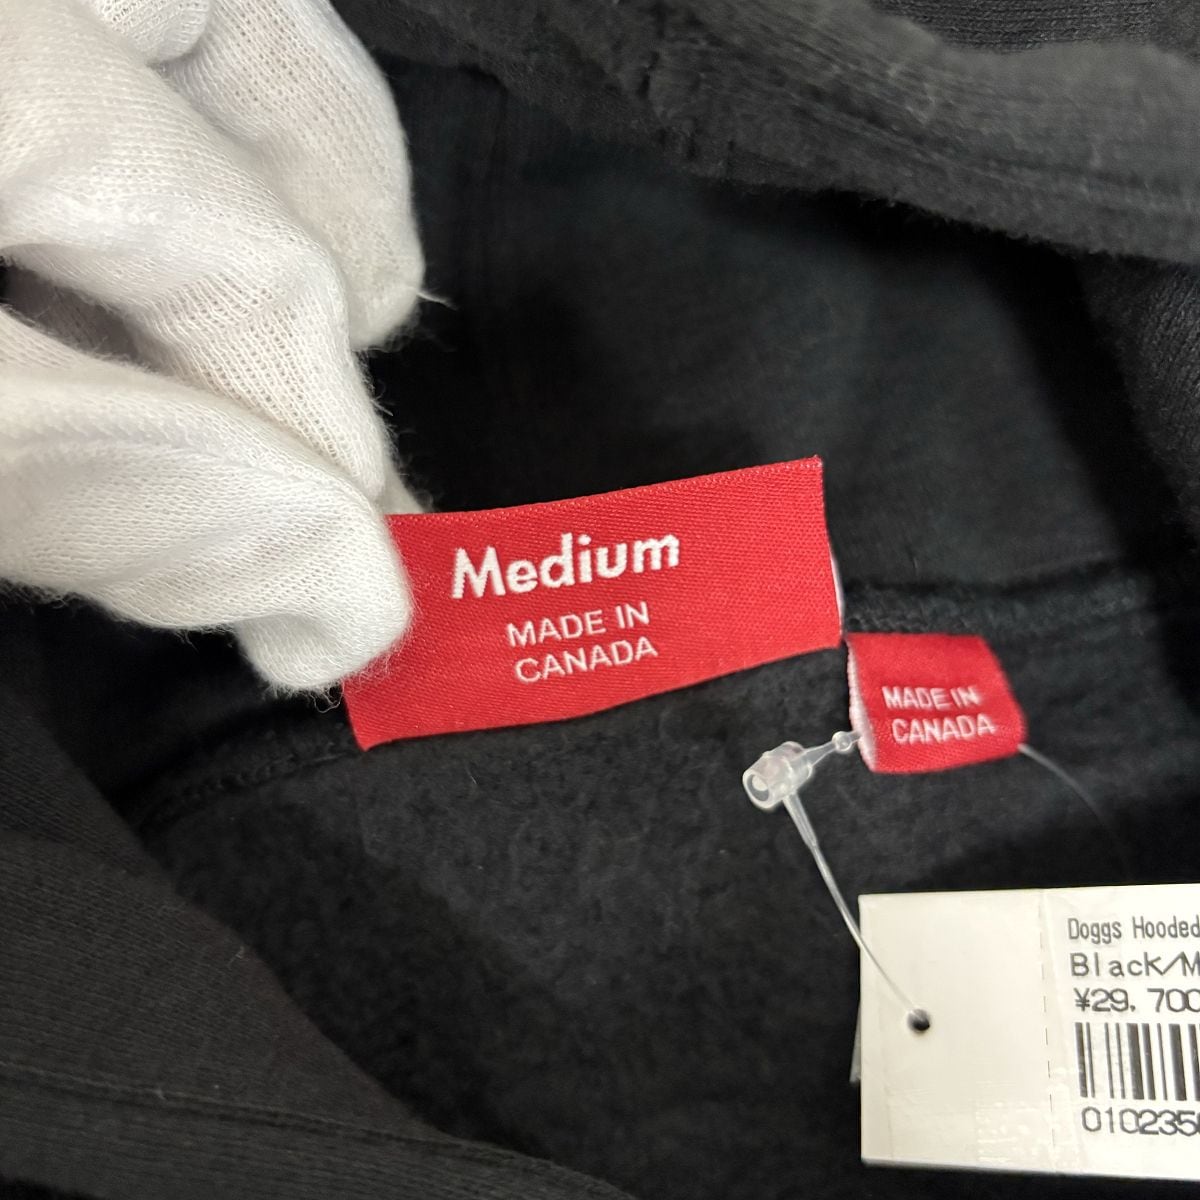 Medium
MADE IN
CANADA
MADE IN
CANADA
Doggs Hooded
Black/M
¥29,700
010235